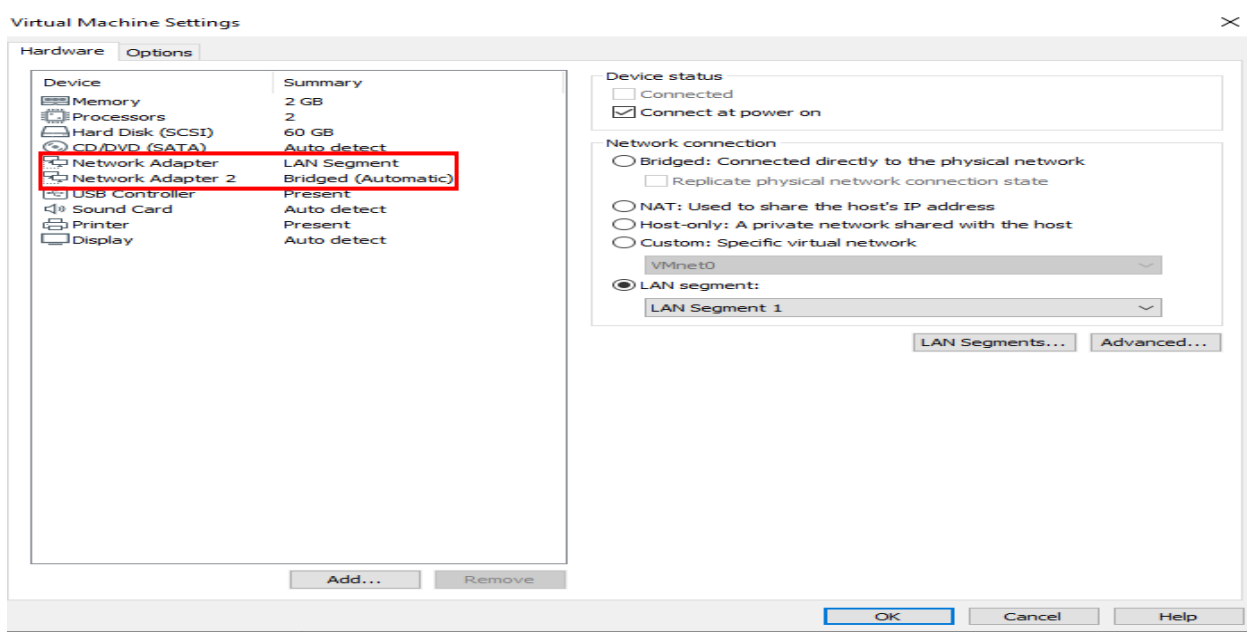 Virtual Machine Settings
Hardware Options
Device Summary
Memory 2 GB
Processors 2
Hard Disk (SCSI) 60 GB
CD/DVD (SATA) Auto detect
Network Adapter LAN Segment
Network Adapter 2 Bridged (Automatic)
USB Controller Present
Sound Card Auto detect
Printer Present
Display Auto detect
Add... Remove
Device status
Connected
Connect at power on
Network connection
Bridged: Connected directly to the physical network
Replicate physical network connection state
NAT: Used to share the host's IP address
Host-only: A private network shared with the host
Custom: Specific virtual network
VMnet0
LAN segment:
LAN Segment 1
LAN Segments... Advanced...
OK Cancel Help